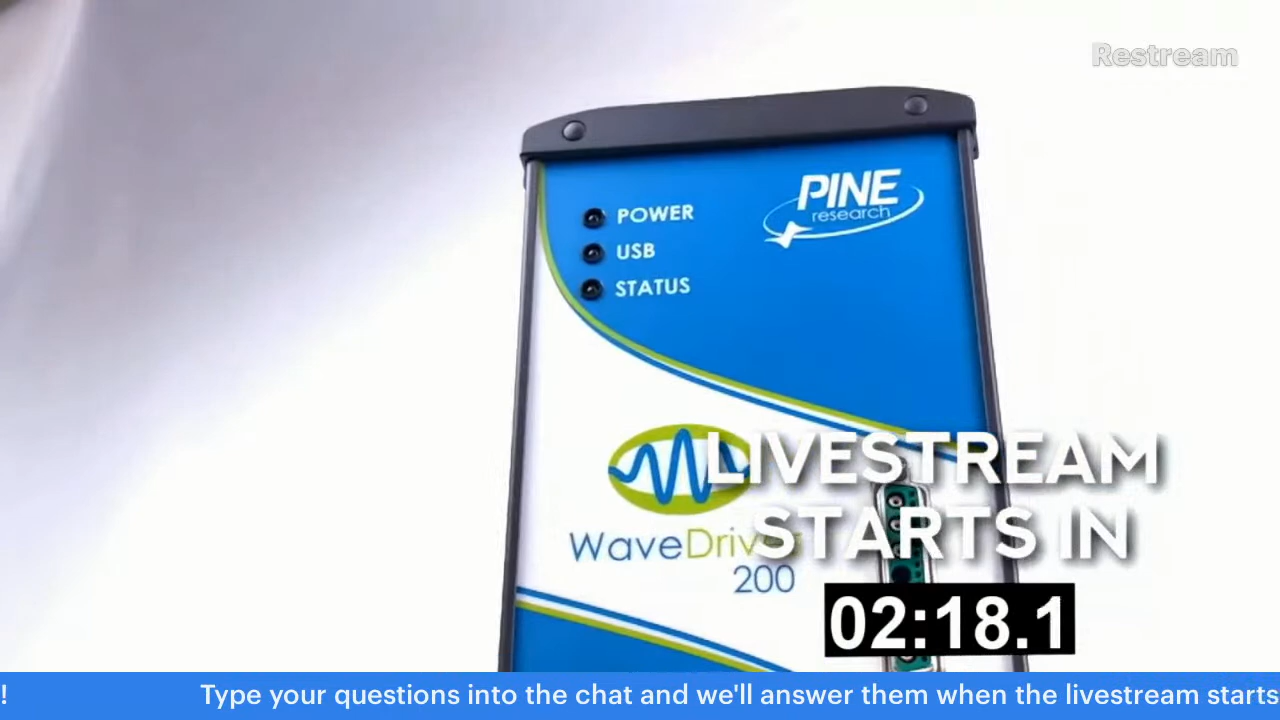 Restream
PINE
research
POWER
USB
STATUS
LIVESTREAM
STARTS IN
WaveDriver
200
02:18.1
! Type your questions into the chat and we'll answer them when the livestream starts